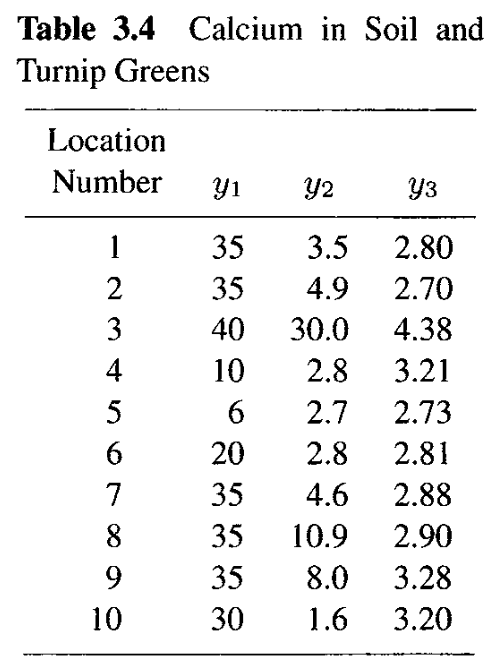 Table 3.4 Calcium in Soil and
Turnip Greens
Location
Number y1 y2 y3
1 35 3.5 2.80
2 35 4.9 2.70
3 40 30.0 4.38
4 10 2.8 3.21
5 6 2.7 2.73
6 20 2.8 2.81
7 35 4.6 2.88
8 35 10.9 2.90
9 35 8.0 3.28
10 30 1.6 3.20